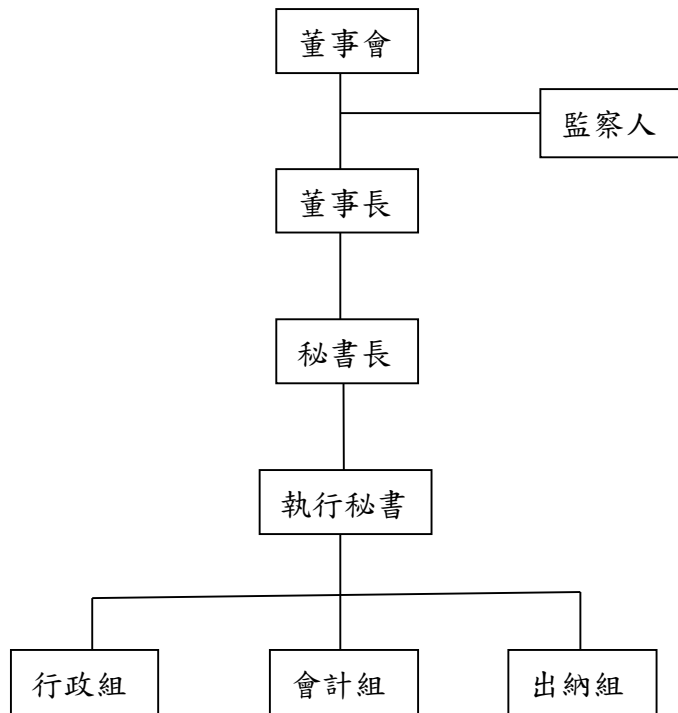 董事會
監察人
董事長
秘書長
執行秘書
行政組
會計組
出納組